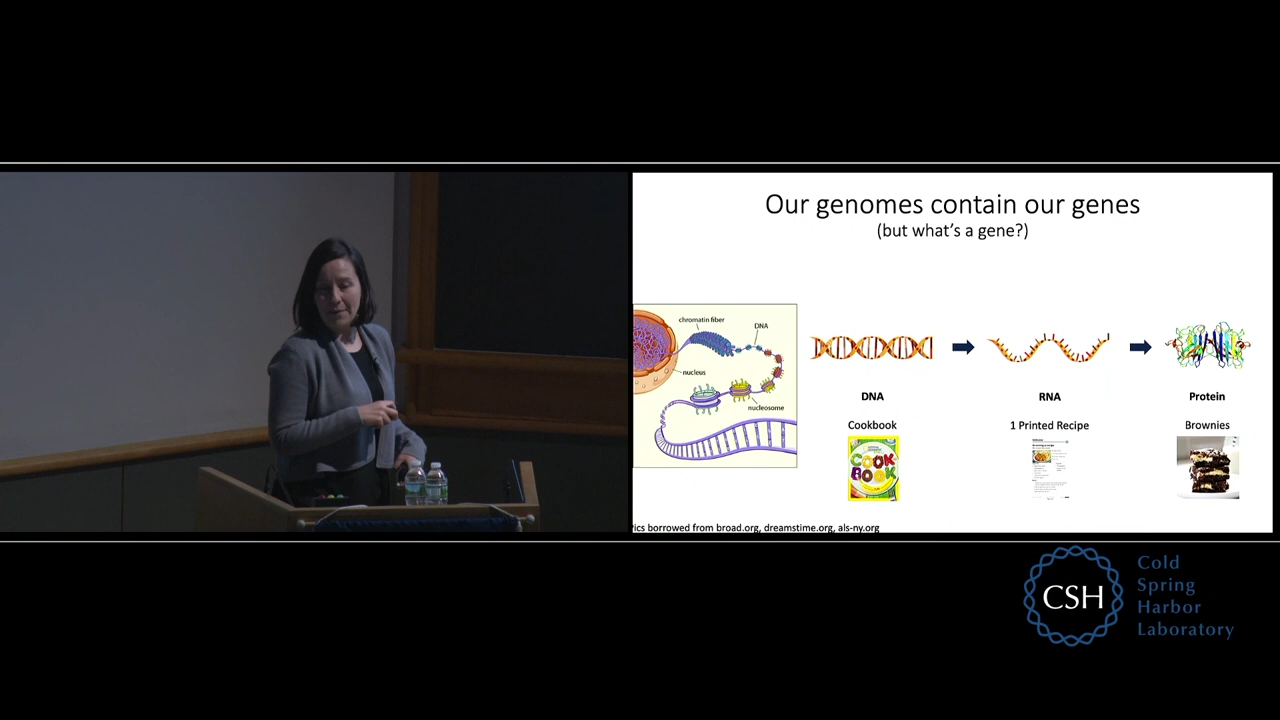 Our genomes contain our genes
(but what's a gene?)
chromatin fiber
DNA
nucleus
nucleosome
DNA
RNA
Protein
Cookbook
1 Printed Recipe
Brownies
COOK
BOOK
ics borrowed from broad.org, dreamstime.org, als-ny.org
CSH
Cold
Spring
Harbor
Laboratory